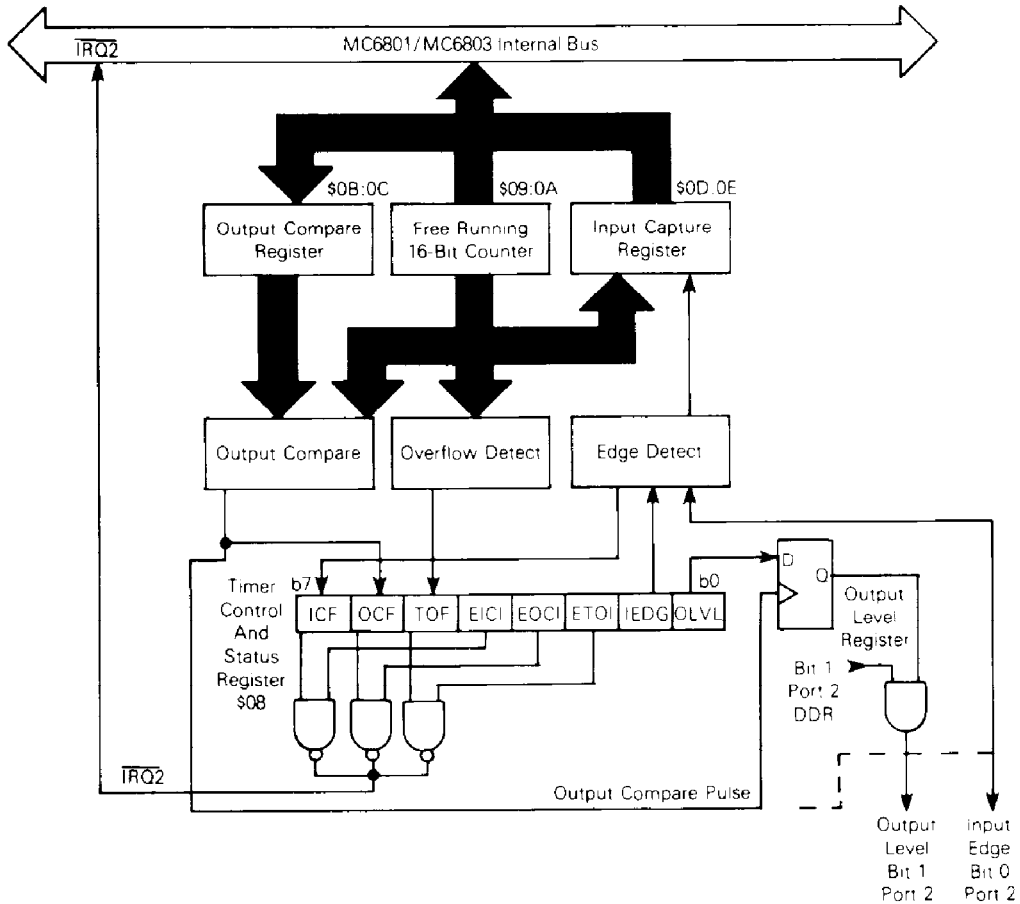 MC6801/MC6803 Internal Bus
IRQ2
$0B:0C
$09:0A
$0D:0E
Output Compare
Register
Free Running
16-Bit Counter
Input Capture
Register
Output Compare
Overflow Detect
Edge Detect
Timer
Control
And
Status
Register
$08
b7
b0
ICF
OCF
TOF
EICI
EOCI
ETOI
IEDG
OLVL
D
Q
Output
Level
Register
Bit 1
Port 2
DDR
IRQ2
Output Compare Pulse
Output
Level
Bit 1
Port 2
Input
Edge
Bit 0
Port 2